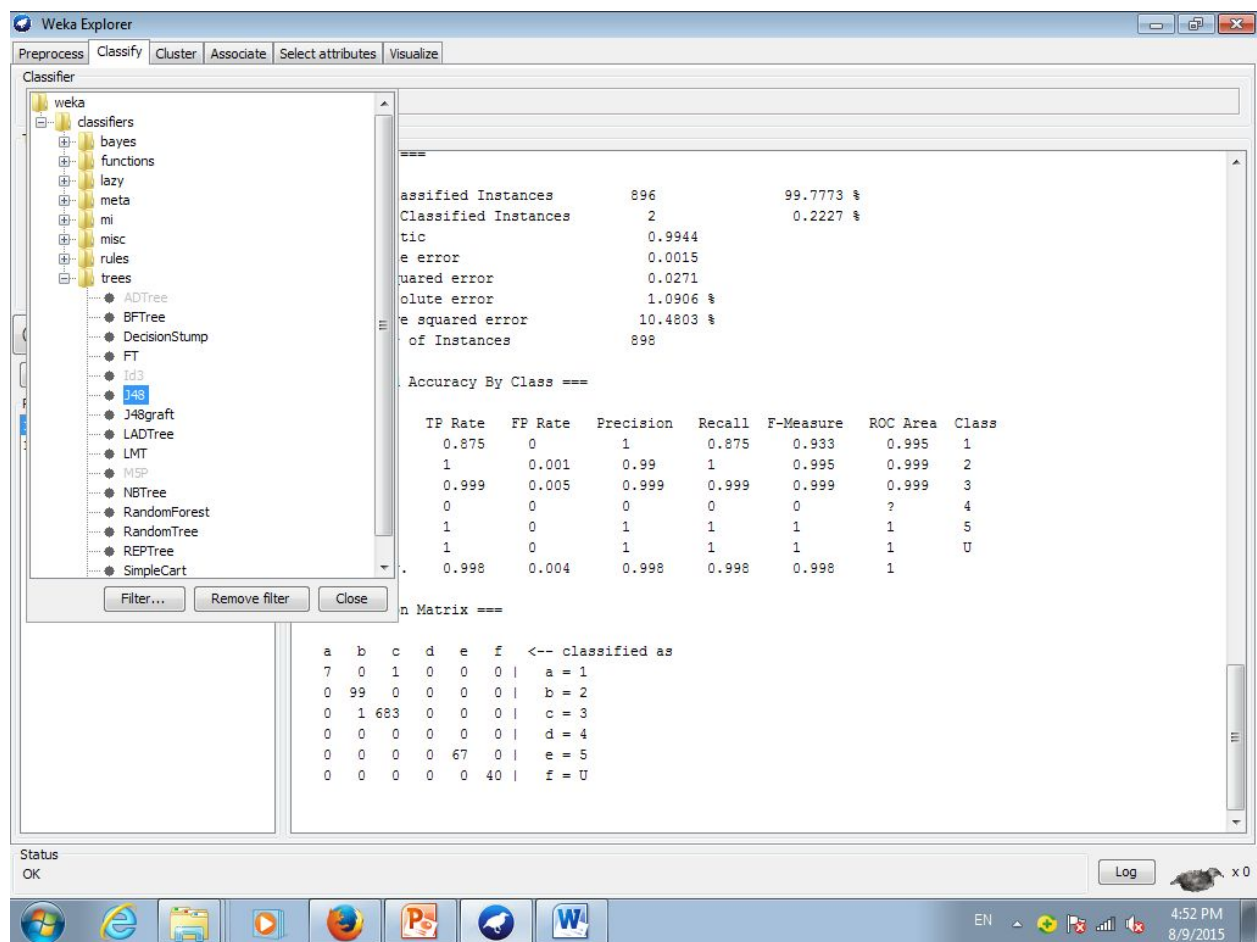 Weka Explorer
Preprocess Classify Cluster Associate Select attributes Visualize
Classifier
weka
classifiers
bayes
functions
lazy
meta
mi
misc
rules
trees
ADTree
BFTree
DecisionStump
FT
Id3
J48
J48graft
LADTree
LMT
M5P
NBTree
RandomForest
RandomTree
REPTree
SimpleCart
Filter... Remove filter Close
===
assified Instances 896 99.7773 %
Classified Instances 2 0.2227 %
tic 0.9944
e error 0.0015
uared error 0.0271
olute error 1.0906 %
e squared error 10.4803 %
of Instances 898
Accuracy By Class ===
TP Rate FP Rate Precision Recall F-Measure ROC Area Class
0.875 0 1 0.875 0.933 0.995 1
1 0.001 0.99 1 0.995 0.999 2
0.999 0.005 0.999 0.999 0.999 0.999 3
0 0 0 0 0 ? 4
1 0 1 1 1 1 5
1 0 1 1 1 1 U
. 0.998 0.004 0.998 0.998 0.998 1
n Matrix ===
a b c d e f <-- classified as
7 0 1 0 0 0 | a = 1
0 99 0 0 0 0 | b = 2
0 1 683 0 0 0 | c = 3
0 0 0 0 0 0 | d = 4
0 0 0 0 67 0 | e = 5
0 0 0 0 0 40 | f = U
Status
OK
Log
x 0
EN
4:52 PM
8/9/2015